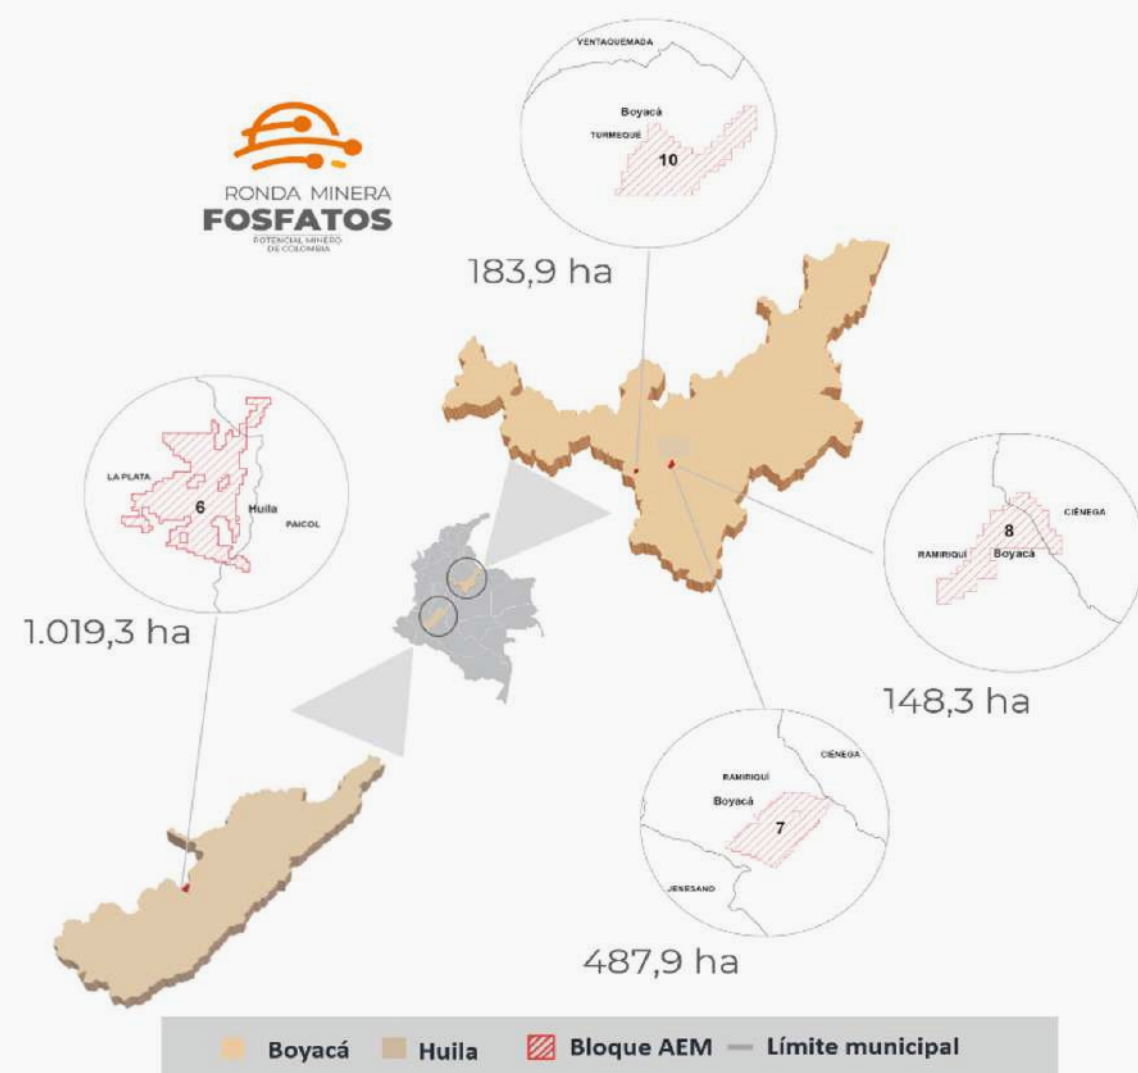 VENTAQUEMADA
Boyacá
TURMEQUÉ
10
183,9 ha
RONDA MINERA
FOSFATOS
POTENCIAL MINERO
DE COLOMBIA
LA PLATA
6
Huila
PAICOL
1.019,3 ha
CIÉNEGA
8
RAMIRIQUÍ
Boyacá
148,3 ha
CIÉNEGA
RAMIRIQUÍ
Boyacá
7
JENESANO
487,9 ha
Boyacá Huila Bloque AEM Límite municipal